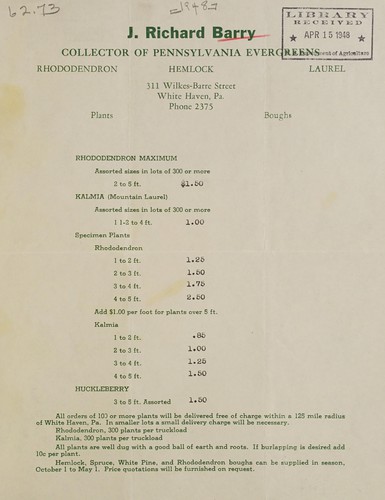 62.73
1948
J. Richard Barry
COLLECTOR OF PENNSYLVANIA EVERGREENS
LIBRARY
RECEIVED
APR 15 1948
Department of Agriculture
RHODODENDRON HEMLOCK LAUREL
311 Wilkes-Barre Street
White Haven, Pa.
Phone 2375
Plants Boughs
RHODODENDRON MAXIMUM
Assorted sizes in lots of 300 or more
2 to 5 ft. $1.50
KALMIA (Mountain Laurel)
Assorted sizes in lots of 300 or more
1 1-2 to 4 ft. 1.00
Specimen Plants
Rhododendron
1 to 2 ft. 1.25
2 to 3 ft. 1.50
3 to 4 ft. 1.75
4 to 5 ft. 2.50
Add $1.00 per foot for plants over 5 ft.
Kalmia
1 to 2 ft. .85
2 to 3 ft. 1.00
3 to 4 ft. 1.25
4 to 5 ft. 1.50
HUCKLEBERRY
3 to 5 ft. Assorted 1.50
All orders of 100 or more plants will be delivered free of charge within a 125 mile radius
of White Haven, Pa. In smaller lots a small delivery charge will be necessary.
Rhododendron, 300 plants per truckload
Kalmia, 300 plants per truckload
All plants are well dug with a good ball of earth and roots. If burlapping is desired add
10c per plant.
Hemlock, Spruce, White Pine, and Rhododendron boughs can be supplied in season,
October 1 to May 1. Price quotations will be furnished on request.